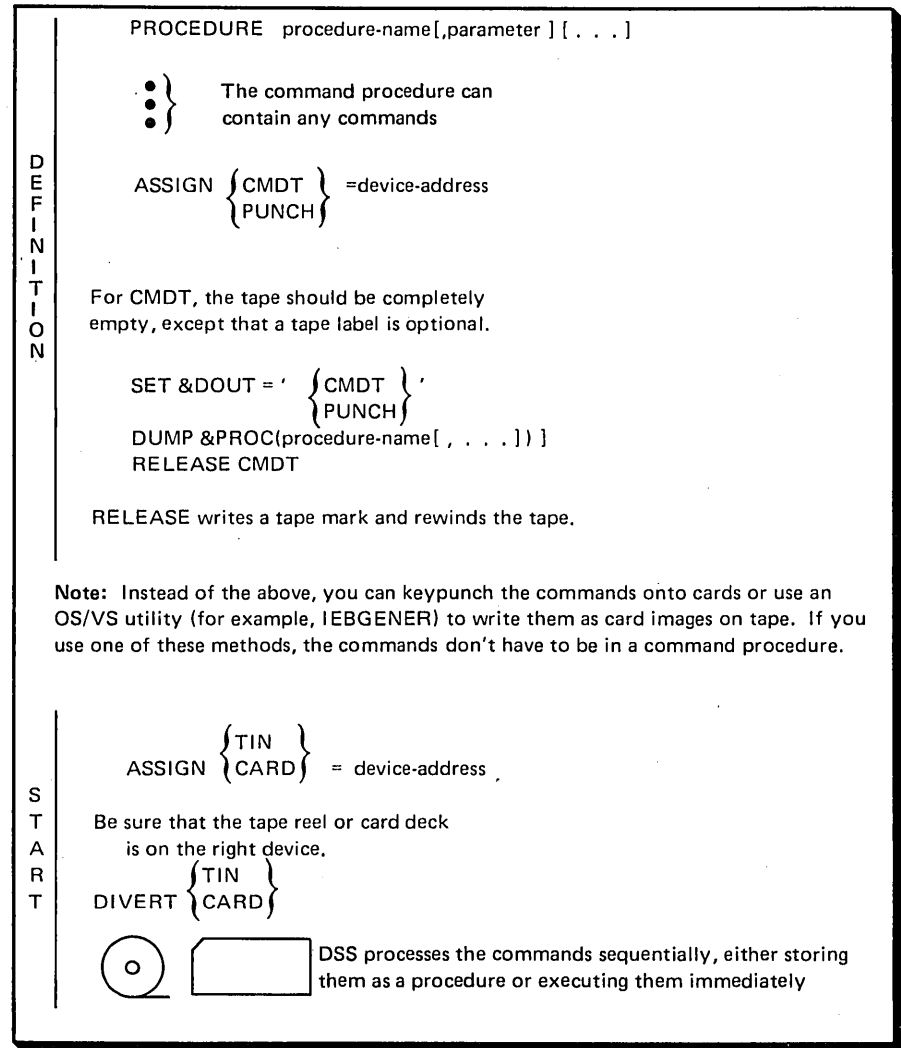 PROCEDURE procedure-name[,parameter ] [ . . . ]
The command procedure can
contain any commands
DEFINITION
ASSIGN {CMDT } =device-address
{PUNCH}
For CMDT, the tape should be completely
empty, except that a tape label is optional.
SET &DOUT = ' {CMDT } '
{PUNCH}
DUMP &PROC(procedure-name[ , . . . ]) ]
RELEASE CMDT
RELEASE writes a tape mark and rewinds the tape.
Note: Instead of the above, you can keypunch the commands onto cards or use an
OS/VS utility (for example, IEBGENER) to write them as card images on tape. If you
use one of these methods, the commands don't have to be in a command procedure.
START
{TIN }
ASSIGN {CARD} = device-address
Be sure that the tape reel or card deck
is on the right device.
{TIN }
DIVERT {CARD}
DSS processes the commands sequentially, either storing
them as a procedure or executing them immediately